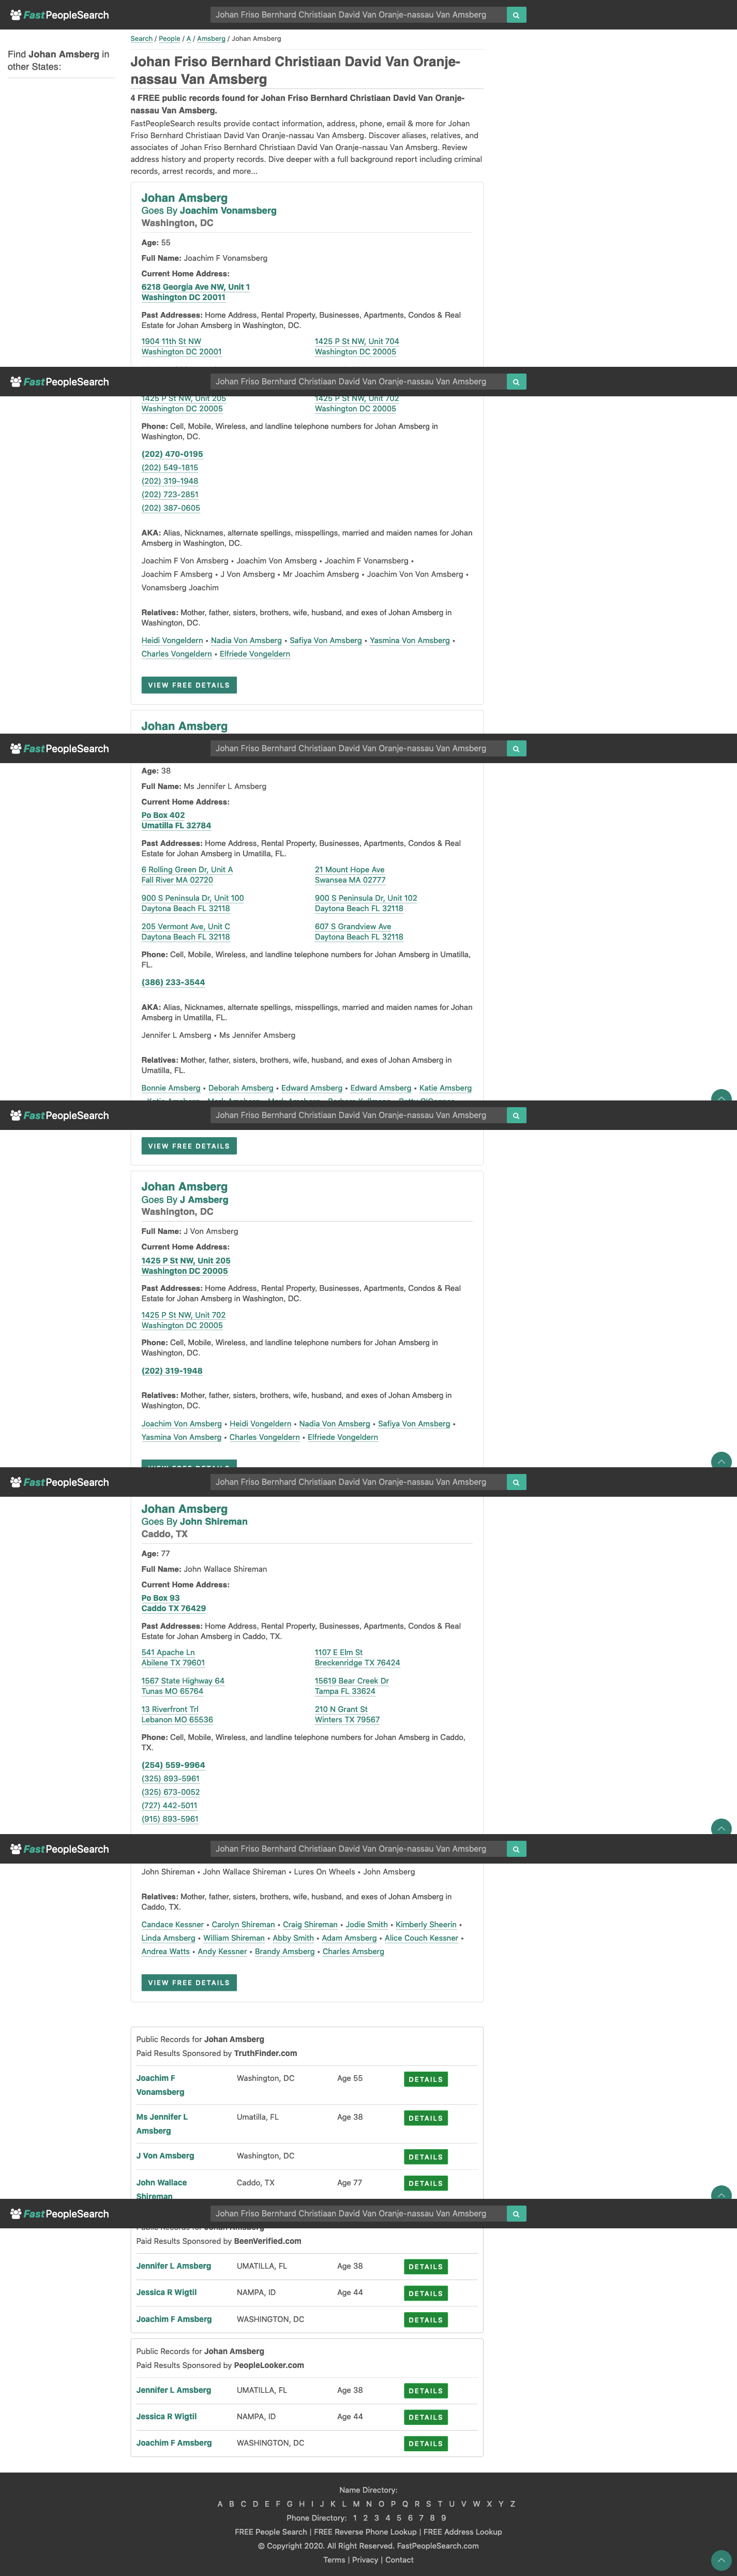 FastPeopleSearch
Johan Friso Bernhard Christiaan David Van Oranje-nassau Van Amsberg
Find Johan Amsberg in
other States:
Search / People / A / Amsberg / Johan Amsberg
Johan Friso Bernhard Christiaan David Van Oranje-
nassau Van Amsberg
4 FREE public records found for Johan Friso Bernhard Christiaan David Van Oranje-
nassau Van Amsberg.
FastPeopleSearch results provide contact information, address, phone, email & more for Johan
Friso Bernhard Christiaan David Van Oranje-nassau Van Amsberg. Discover aliases, relatives, and
associates of Johan Friso Bernhard Christiaan David Van Oranje-nassau Van Amsberg. Review
address history and property records. Dive deeper with a full background report including criminal
records, arrest records, and more...
Johan Amsberg
Goes By Joachim Vonamsberg
Washington, DC
Age: 55
Full Name: Joachim F Vonamsberg
Current Home Address:
6218 Georgia Ave NW, Unit 1
Washington DC 20011
Past Addresses: Home Address, Rental Property, Businesses, Apartments, Condos & Real
Estate for Johan Amsberg in Washington, DC.
1904 11th St NW
Washington DC 20001
1425 P St NW, Unit 704
Washington DC 20005
FastPeopleSearch
Johan Friso Bernhard Christiaan David Van Oranje-nassau Van Amsberg
1425 P St NW, Unit 205
Washington DC 20005
1425 P St NW, Unit 702
Washington DC 20005
Phone: Cell, Mobile, Wireless, and landline telephone numbers for Johan Amsberg in
Washington, DC.
(202) 470-0195
(202) 549-1815
(202) 319-1948
(202) 723-2851
(202) 387-0605
AKA: Alias, Nicknames, alternate spellings, misspellings, married and maiden names for Johan
Amsberg in Washington, DC.
Joachim F Von Amsberg • Joachim Von Amsberg • Joachim F Vonamsberg •
Joachim F Amsberg • J Von Amsberg • Mr Joachim Amsberg • Joachim Von Von Amsberg •
Vonamsberg Joachim
Relatives: Mother, father, sisters, brothers, wife, husband, and exes of Johan Amsberg in
Washington, DC.
Heidi Vongeldern • Nadia Von Amsberg • Safiya Von Amsberg • Yasmina Von Amsberg •
Charles Vongeldern • Elfriede Vongeldern
VIEW FREE DETAILS
Johan Amsberg
FastPeopleSearch
Johan Friso Bernhard Christiaan David Van Oranje-nassau Van Amsberg
Age: 38
Full Name: Ms Jennifer L Amsberg
Current Home Address:
Po Box 402
Umatilla FL 32784
Past Addresses: Home Address, Rental Property, Businesses, Apartments, Condos & Real
Estate for Johan Amsberg in Umatilla, FL.
6 Rolling Green Dr, Unit A
Fall River MA 02720
21 Mount Hope Ave
Swansea MA 02777
900 S Peninsula Dr, Unit 100
Daytona Beach FL 32118
900 S Peninsula Dr, Unit 102
Daytona Beach FL 32118
205 Vermont Ave, Unit C
Daytona Beach FL 32118
607 S Grandview Ave
Daytona Beach FL 32118
Phone: Cell, Mobile, Wireless, and landline telephone numbers for Johan Amsberg in Umatilla,
FL.
(386) 233-3544
AKA: Alias, Nicknames, alternate spellings, misspellings, married and maiden names for Johan
Amsberg in Umatilla, FL.
Jennifer L Amsberg • Ms Jennifer Amsberg
Relatives: Mother, father, sisters, brothers, wife, husband, and exes of Johan Amsberg in
Umatilla, FL.
Bonnie Amsberg • Deborah Amsberg • Edward Amsberg • Edward Amsberg • Katie Amsberg
FastPeopleSearch
Johan Friso Bernhard Christiaan David Van Oranje-nassau Van Amsberg
VIEW FREE DETAILS
Johan Amsberg
Goes By J Amsberg
Washington, DC
Full Name: J Von Amsberg
Current Home Address:
1425 P St NW, Unit 205
Washington DC 20005
Past Addresses: Home Address, Rental Property, Businesses, Apartments, Condos & Real
Estate for Johan Amsberg in Washington, DC.
1425 P St NW, Unit 702
Washington DC 20005
Phone: Cell, Mobile, Wireless, and landline telephone numbers for Johan Amsberg in
Washington, DC.
(202) 319-1948
Relatives: Mother, father, sisters, brothers, wife, husband, and exes of Johan Amsberg in
Washington, DC.
Joachim Von Amsberg • Heidi Vongeldern • Nadia Von Amsberg • Safiya Von Amsberg •
Yasmina Von Amsberg • Charles Vongeldern • Elfriede Vongeldern
FastPeopleSearch
Johan Friso Bernhard Christiaan David Van Oranje-nassau Van Amsberg
Johan Amsberg
Goes By John Shireman
Caddo, TX
Age: 77
Full Name: John Wallace Shireman
Current Home Address:
Po Box 93
Caddo TX 76429
Past Addresses: Home Address, Rental Property, Businesses, Apartments, Condos & Real
Estate for Johan Amsberg in Caddo, TX.
541 Apache Ln
Abilene TX 79601
1107 E Elm St
Breckenridge TX 76424
1567 State Highway 64
Tunas MO 65764
15619 Bear Creek Dr
Tampa FL 33624
13 Riverfront Trl
Lebanon MO 65536
210 N Grant St
Winters TX 79567
Phone: Cell, Mobile, Wireless, and landline telephone numbers for Johan Amsberg in Caddo,
TX.
(254) 559-9964
(325) 893-5961
(325) 673-0052
(727) 442-5011
(915) 893-5961
FastPeopleSearch
Johan Friso Bernhard Christiaan David Van Oranje-nassau Van Amsberg
John Shireman • John Wallace Shireman • Lures On Wheels • John Amsberg
Relatives: Mother, father, sisters, brothers, wife, husband, and exes of Johan Amsberg in
Caddo, TX.
Candace Kessner • Carolyn Shireman • Craig Shireman • Jodie Smith • Kimberly Sheerin •
Linda Amsberg • William Shireman • Abby Smith • Adam Amsberg • Alice Couch Kessner •
Andrea Watts • Andy Kessner • Brandy Amsberg • Charles Amsberg
VIEW FREE DETAILS
Public Records for Johan Amsberg
Paid Results Sponsored by TruthFinder.com
Joachim F Vonamsberg Washington, DC Age 55 DETAILS
Ms Jennifer L Amsberg Umatilla, FL Age 38 DETAILS
J Von Amsberg Washington, DC DETAILS
John Wallace Shireman Caddo, TX Age 77 DETAILS
FastPeopleSearch
Johan Friso Bernhard Christiaan David Van Oranje-nassau Van Amsberg
Public Records for Johan Amsberg
Paid Results Sponsored by BeenVerified.com
Jennifer L Amsberg UMATILLA, FL Age 38 DETAILS
Jessica R Wigtil NAMPA, ID Age 44 DETAILS
Joachim F Amsberg WASHINGTON, DC DETAILS
Public Records for Johan Amsberg
Paid Results Sponsored by PeopleLooker.com
Jennifer L Amsberg UMATILLA, FL Age 38 DETAILS
Jessica R Wigtil NAMPA, ID Age 44 DETAILS
Joachim F Amsberg WASHINGTON, DC DETAILS
Name Directory:
A B C D E F G H I J K L M N O P Q R S T U V W X Y Z
Phone Directory: 1 2 3 4 5 6 7 8 9
FREE People Search | FREE Reverse Phone Lookup | FREE Address Lookup
© Copyright 2020. All Right Reserved. FastPeopleSearch.com
Terms | Privacy | Contact